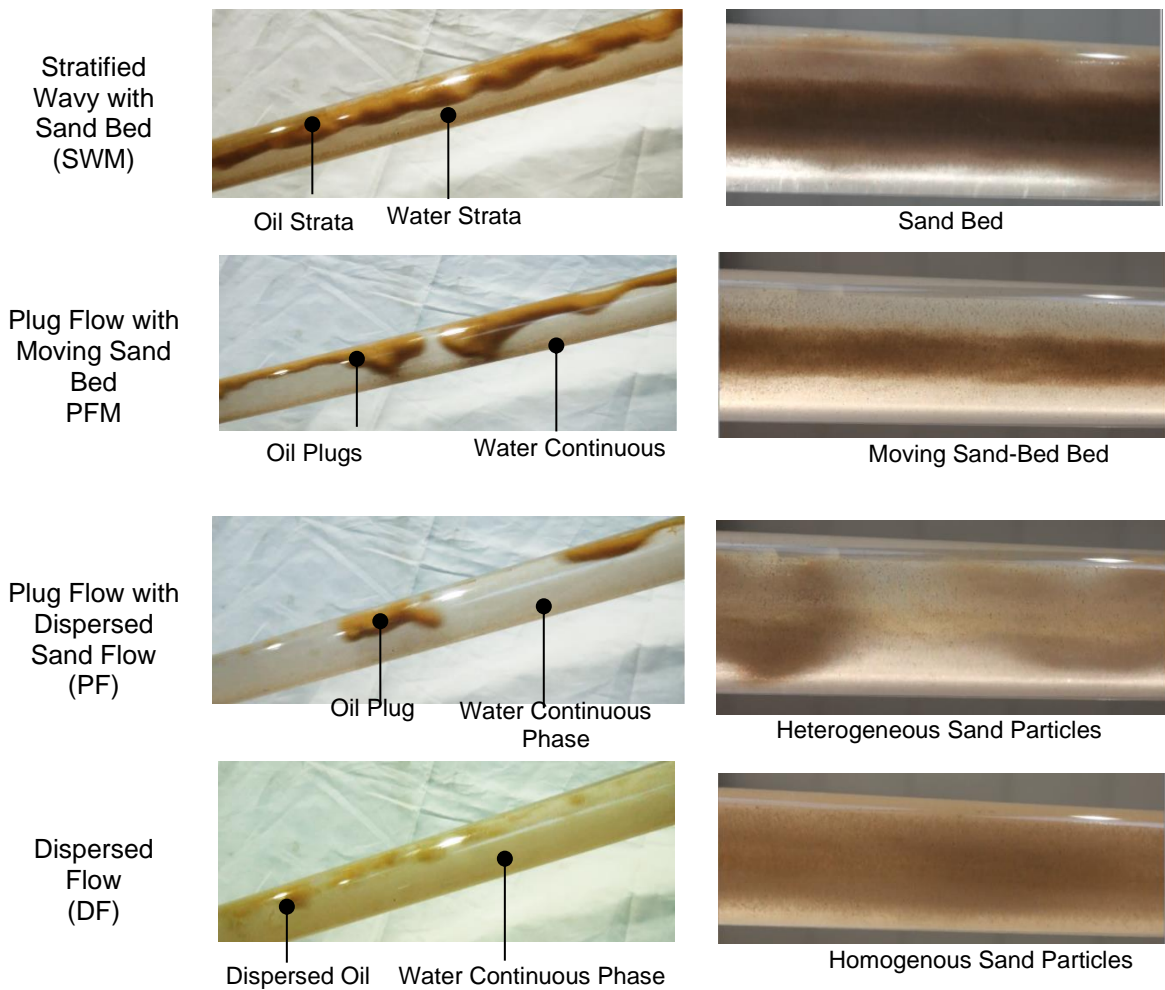 Stratified
Wavy with
Sand Bed
(SWM)
Oil Strata
Water Strata
Sand Bed
Plug Flow with
Moving Sand
Bed
PFM
Oil Plugs
Water Continuous
Moving Sand-Bed Bed
Plug Flow with
Dispersed
Sand Flow
(PF)
Oil Plug
Water Continuous
Phase
Heterogeneous Sand Particles
Dispersed
Flow
(DF)
Dispersed Oil
Water Continuous Phase
Homogenous Sand Particles